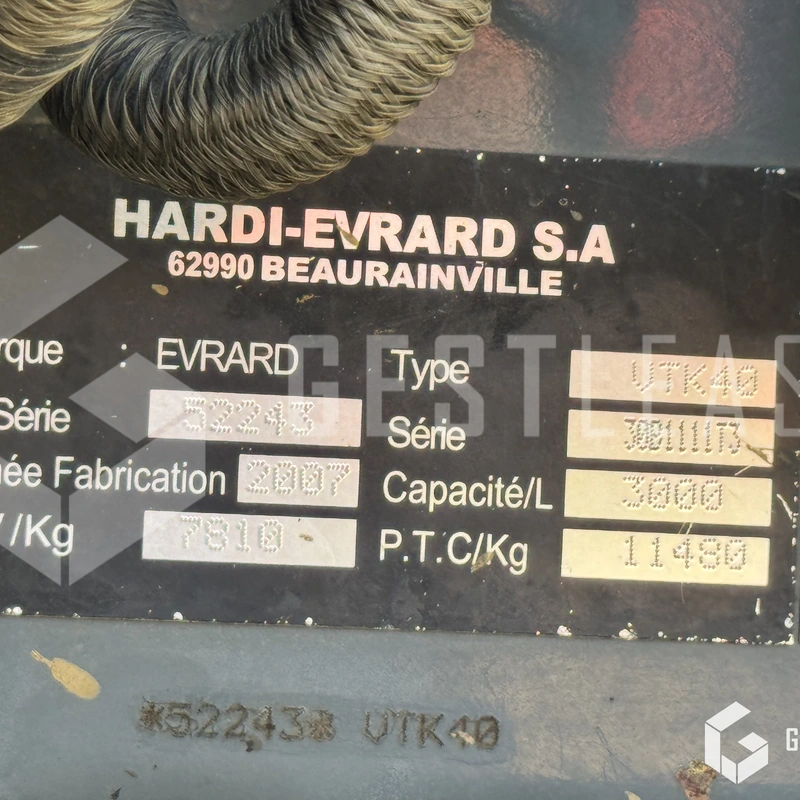 HARDI-EVRARD S.A
62990 BEAURAINVILLE
rque : EVRARD
Type VTK40
Série 52243
Série
née Fabrication 2007
Capacité/L 3000
/Kg 7810
P.T.C/Kg 11480
GESTLEAS
*52243* VTK40
G